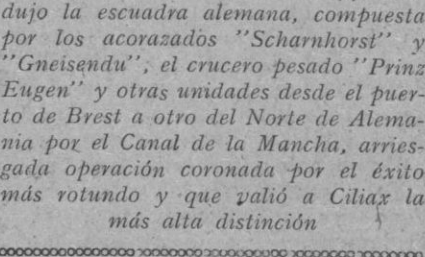 dujo la escuadra alemana, compuesta
por los acorazados "Scharnhorst" y
"Gneisendu", el crucero pesado "Prinz
Eugen" y otras unidades desde el puer-
to de Brest a otro del Norte de Alema-
nia por el Canal de la Mancha, arries-
gada operación coronada por el éxito
más rotundo y que valió a Ciliax la
más alta distinción